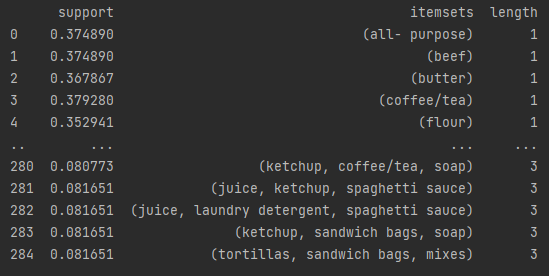 support itemsets length
0 0.374890 (all- purpose) 1
1 0.374890 (beef) 1
2 0.367867 (butter) 1
3 0.379280 (coffee/tea) 1
4 0.352941 (flour) 1
.. ... ... ...
280 0.080773 (ketchup, coffee/tea, soap) 3
281 0.081651 (juice, ketchup, spaghetti sauce) 3
282 0.081651 (juice, laundry detergent, spaghetti sauce) 3
283 0.081651 (ketchup, sandwich bags, soap) 3
284 0.081651 (tortillas, sandwich bags, mixes) 3